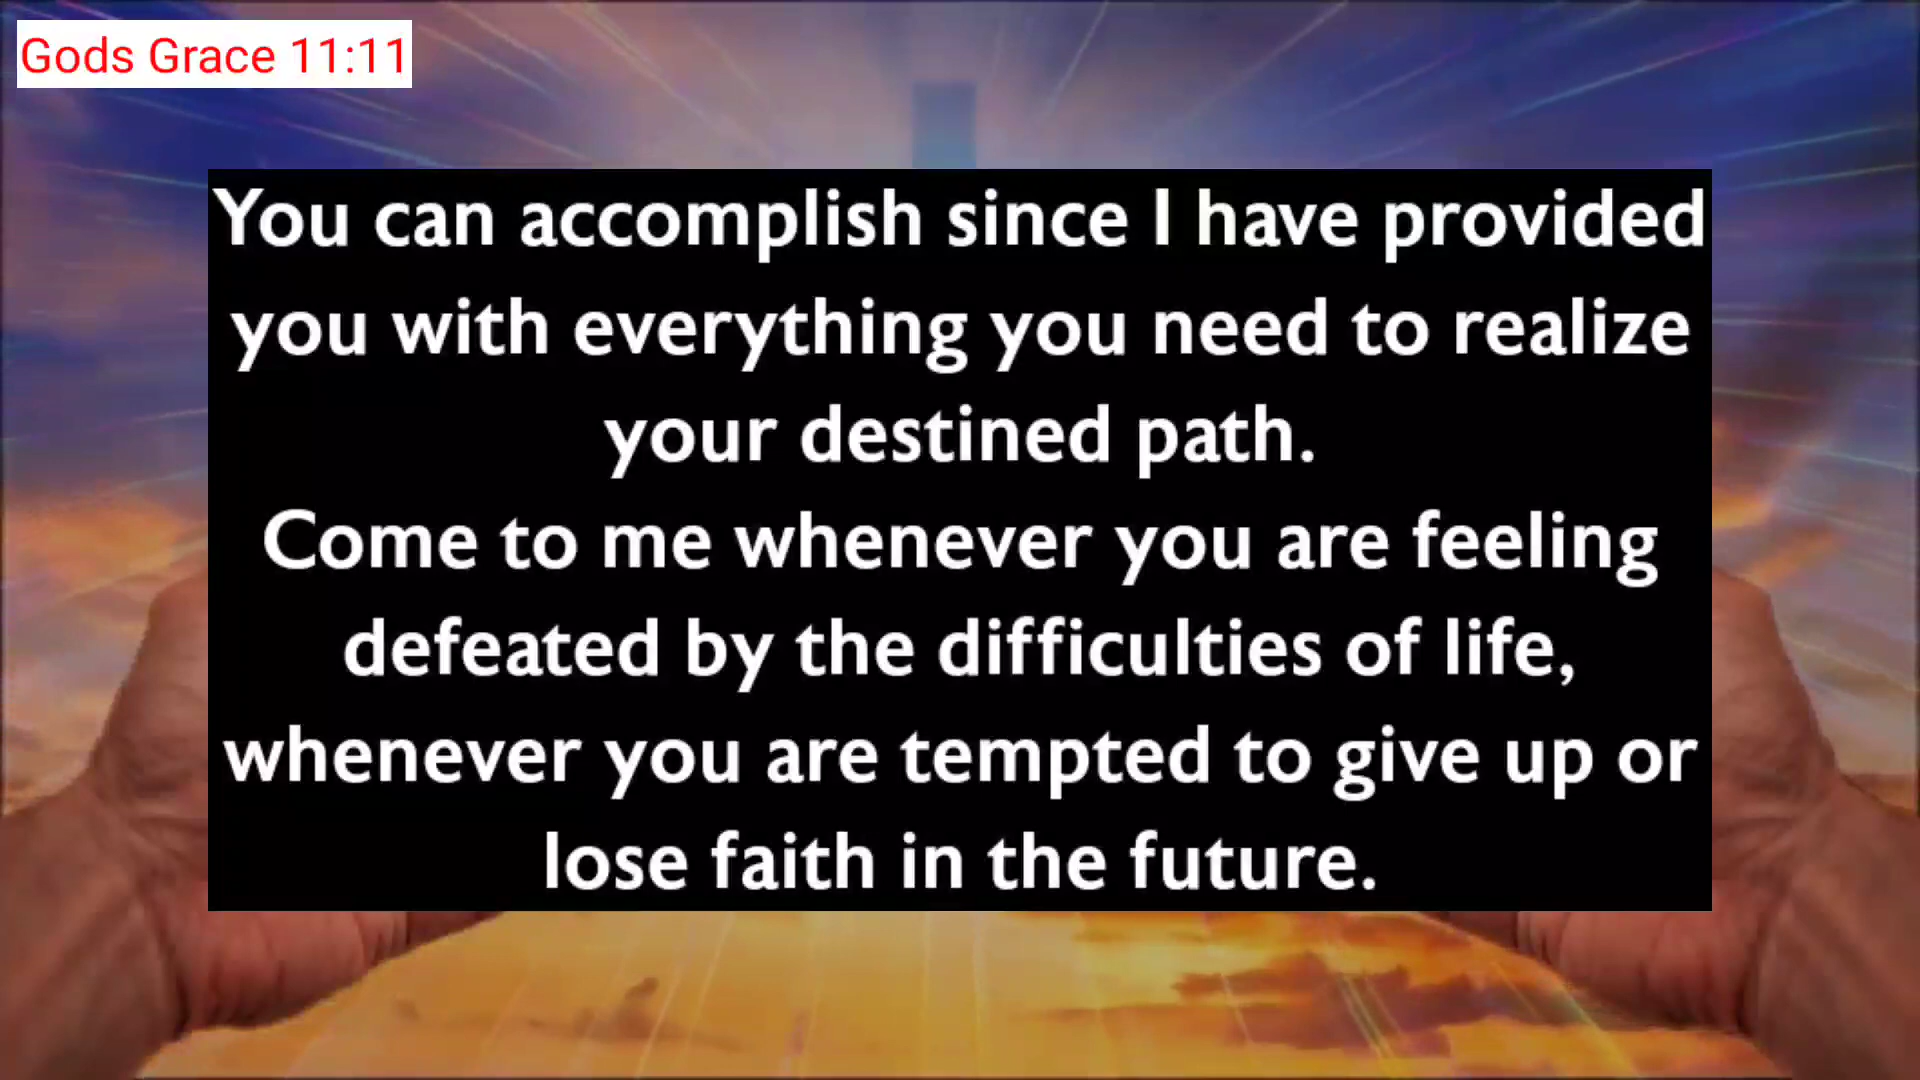 Gods Grace 11:11
You can accomplish since I have provided
you with everything you need to realize
your destined path.
Come to me whenever you are feeling
defeated by the difficulties of life,
whenever you are tempted to give up or
lose faith in the future.